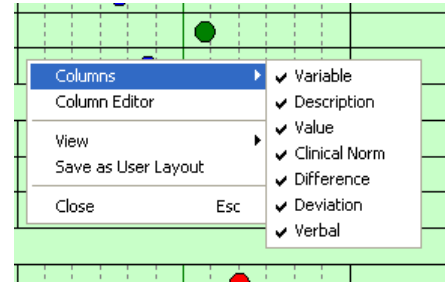 Columns
Column Editor
View
Save as User Layout
Close Esc
Variable
Description
Value
Clinical Norm
Difference
Deviation
Verbal